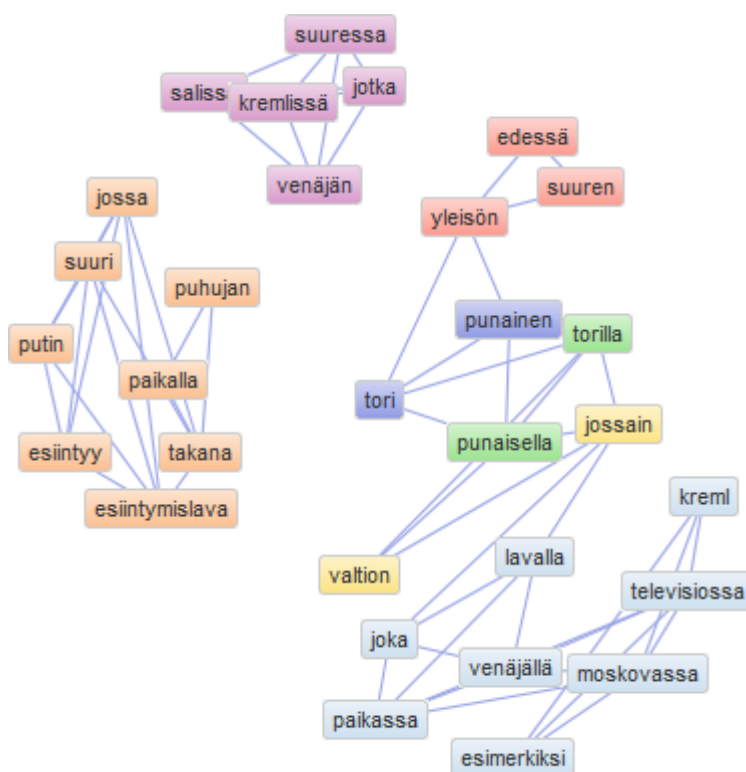 suuressa
salissa
kremlissä
jotka
venäjän
edessä
suuren
yleisön
jossa
suuri
puhujan
putin
paikalla
esiintyy
takana
esiintymislava
punainen
torilla
tori
punaisella
jossain
valtion
kreml
lavalla
televisiossa
joka
venäjällä
moskovassa
paikassa
esimerkiksi